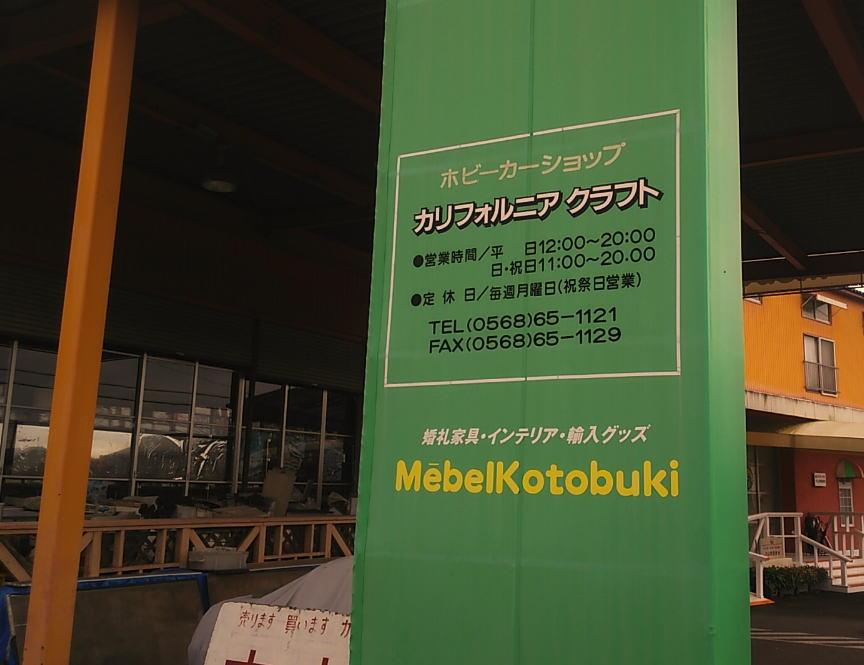 ホビーカーショップ
カリフォルニア クラフト
●営業時間／平　日12:00〜20:00
日・祝日11:00〜20.00
●定 休 日／毎週月曜日(祝祭日営業)
TEL(0568)65－1121
FAX(0568)65－1129
婚礼家具・インテリア・輸入グッズ
MēbelKotobuki
売ります 買います